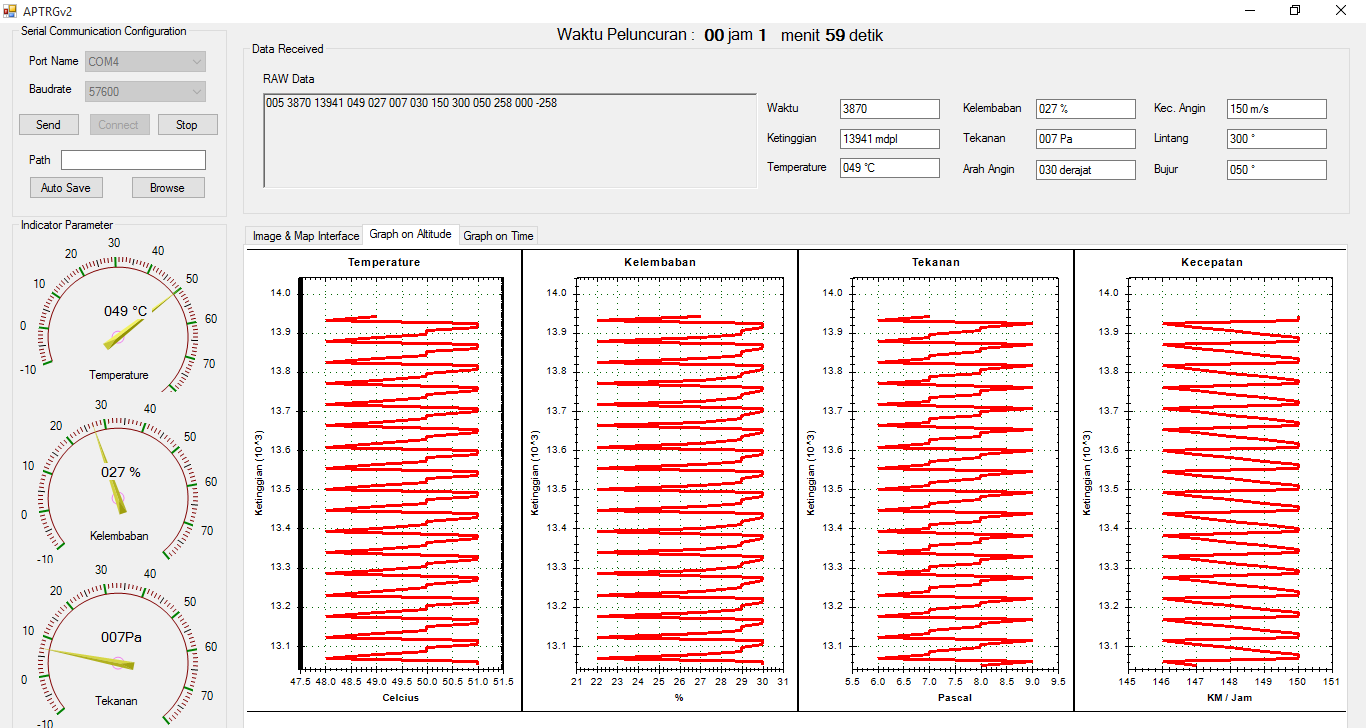 APTRGv2
Serial Communication Configuration
Port Name COM4
Baudrate 57600
Send Connect Stop
Path
Auto Save Browse
Waktu Peluncuran : 00 jam 1 menit 59 detik
Data Received
RAW Data
005 3870 13941 049 027 007 030 150 300 050 258 000 -258
Waktu 3870 Kelembaban 027 % Kec. Angin 150 m/s
Ketinggian 13941 mdpl Tekanan 007 Pa Lintang 300 °
Temperature 049 °C Arah Angin 030 derajat Bujur 050 °
Indicator Parameter
-10 0 10 20 30 40 50 60 70
049 °C
Temperature
-10 0 10 20 30 40 50 60 70
027 %
Kelembaban
-10 0 10 20 30 40 50 60 70
007Pa
Tekanan
Image & Map Interface Graph on Altitude Graph on Time
Temperature
Ketinggian (10^3)
14.0
13.9
13.8
13.7
13.6
13.5
13.4
13.3
13.2
13.1
47.5 48.0 48.5 49.0 49.5 50.0 50.5 51.0 51.5
Celcius
Kelembaban
Ketinggian (10^3)
14.0
13.9
13.8
13.7
13.6
13.5
13.4
13.3
13.2
13.1
21 22 23 24 25 26 27 28 29 30 31
%
Tekanan
Ketinggian (10^3)
14.0
13.9
13.8
13.7
13.6
13.5
13.4
13.3
13.2
13.1
5.5 6.0 6.5 7.0 7.5 8.0 8.5 9.0 9.5
Pascal
Kecepatan
Ketinggian (10^3)
14.0
13.9
13.8
13.7
13.6
13.5
13.4
13.3
13.2
13.1
145 146 147 148 149 150 151
KM / Jam